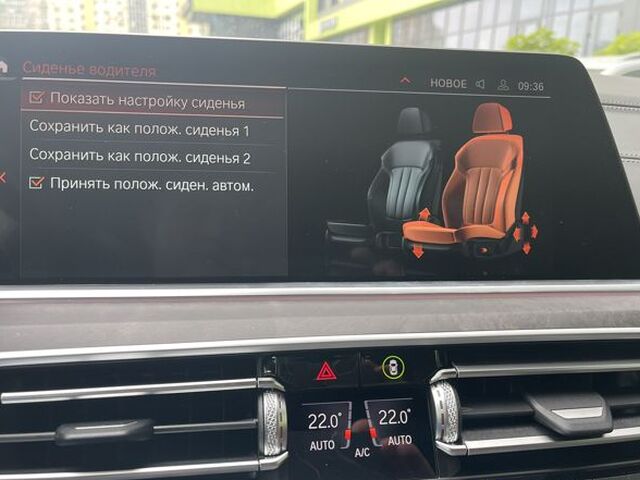 Сиденье водителя
НОВОЕ 09:36
Показать настройку сиденья
Сохранить как полож. сиденья 1
Сохранить как полож. сиденья 2
Принять полож. сиден. автом.
22.0° 22.0°
AUTO AUTO
A/C